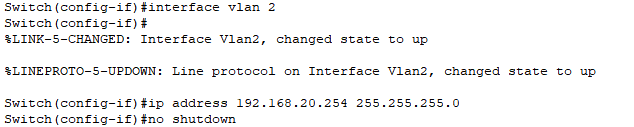 Switch(config-if)#interface vlan 2
Switch(config-if)#
%LINK-5-CHANGED: Interface Vlan2, changed state to up
%LINEPROTO-5-UPDOWN: Line protocol on Interface Vlan2, changed state to up
Switch(config-if)#ip address 192.168.20.254 255.255.255.0
Switch(config-if)#no shutdown